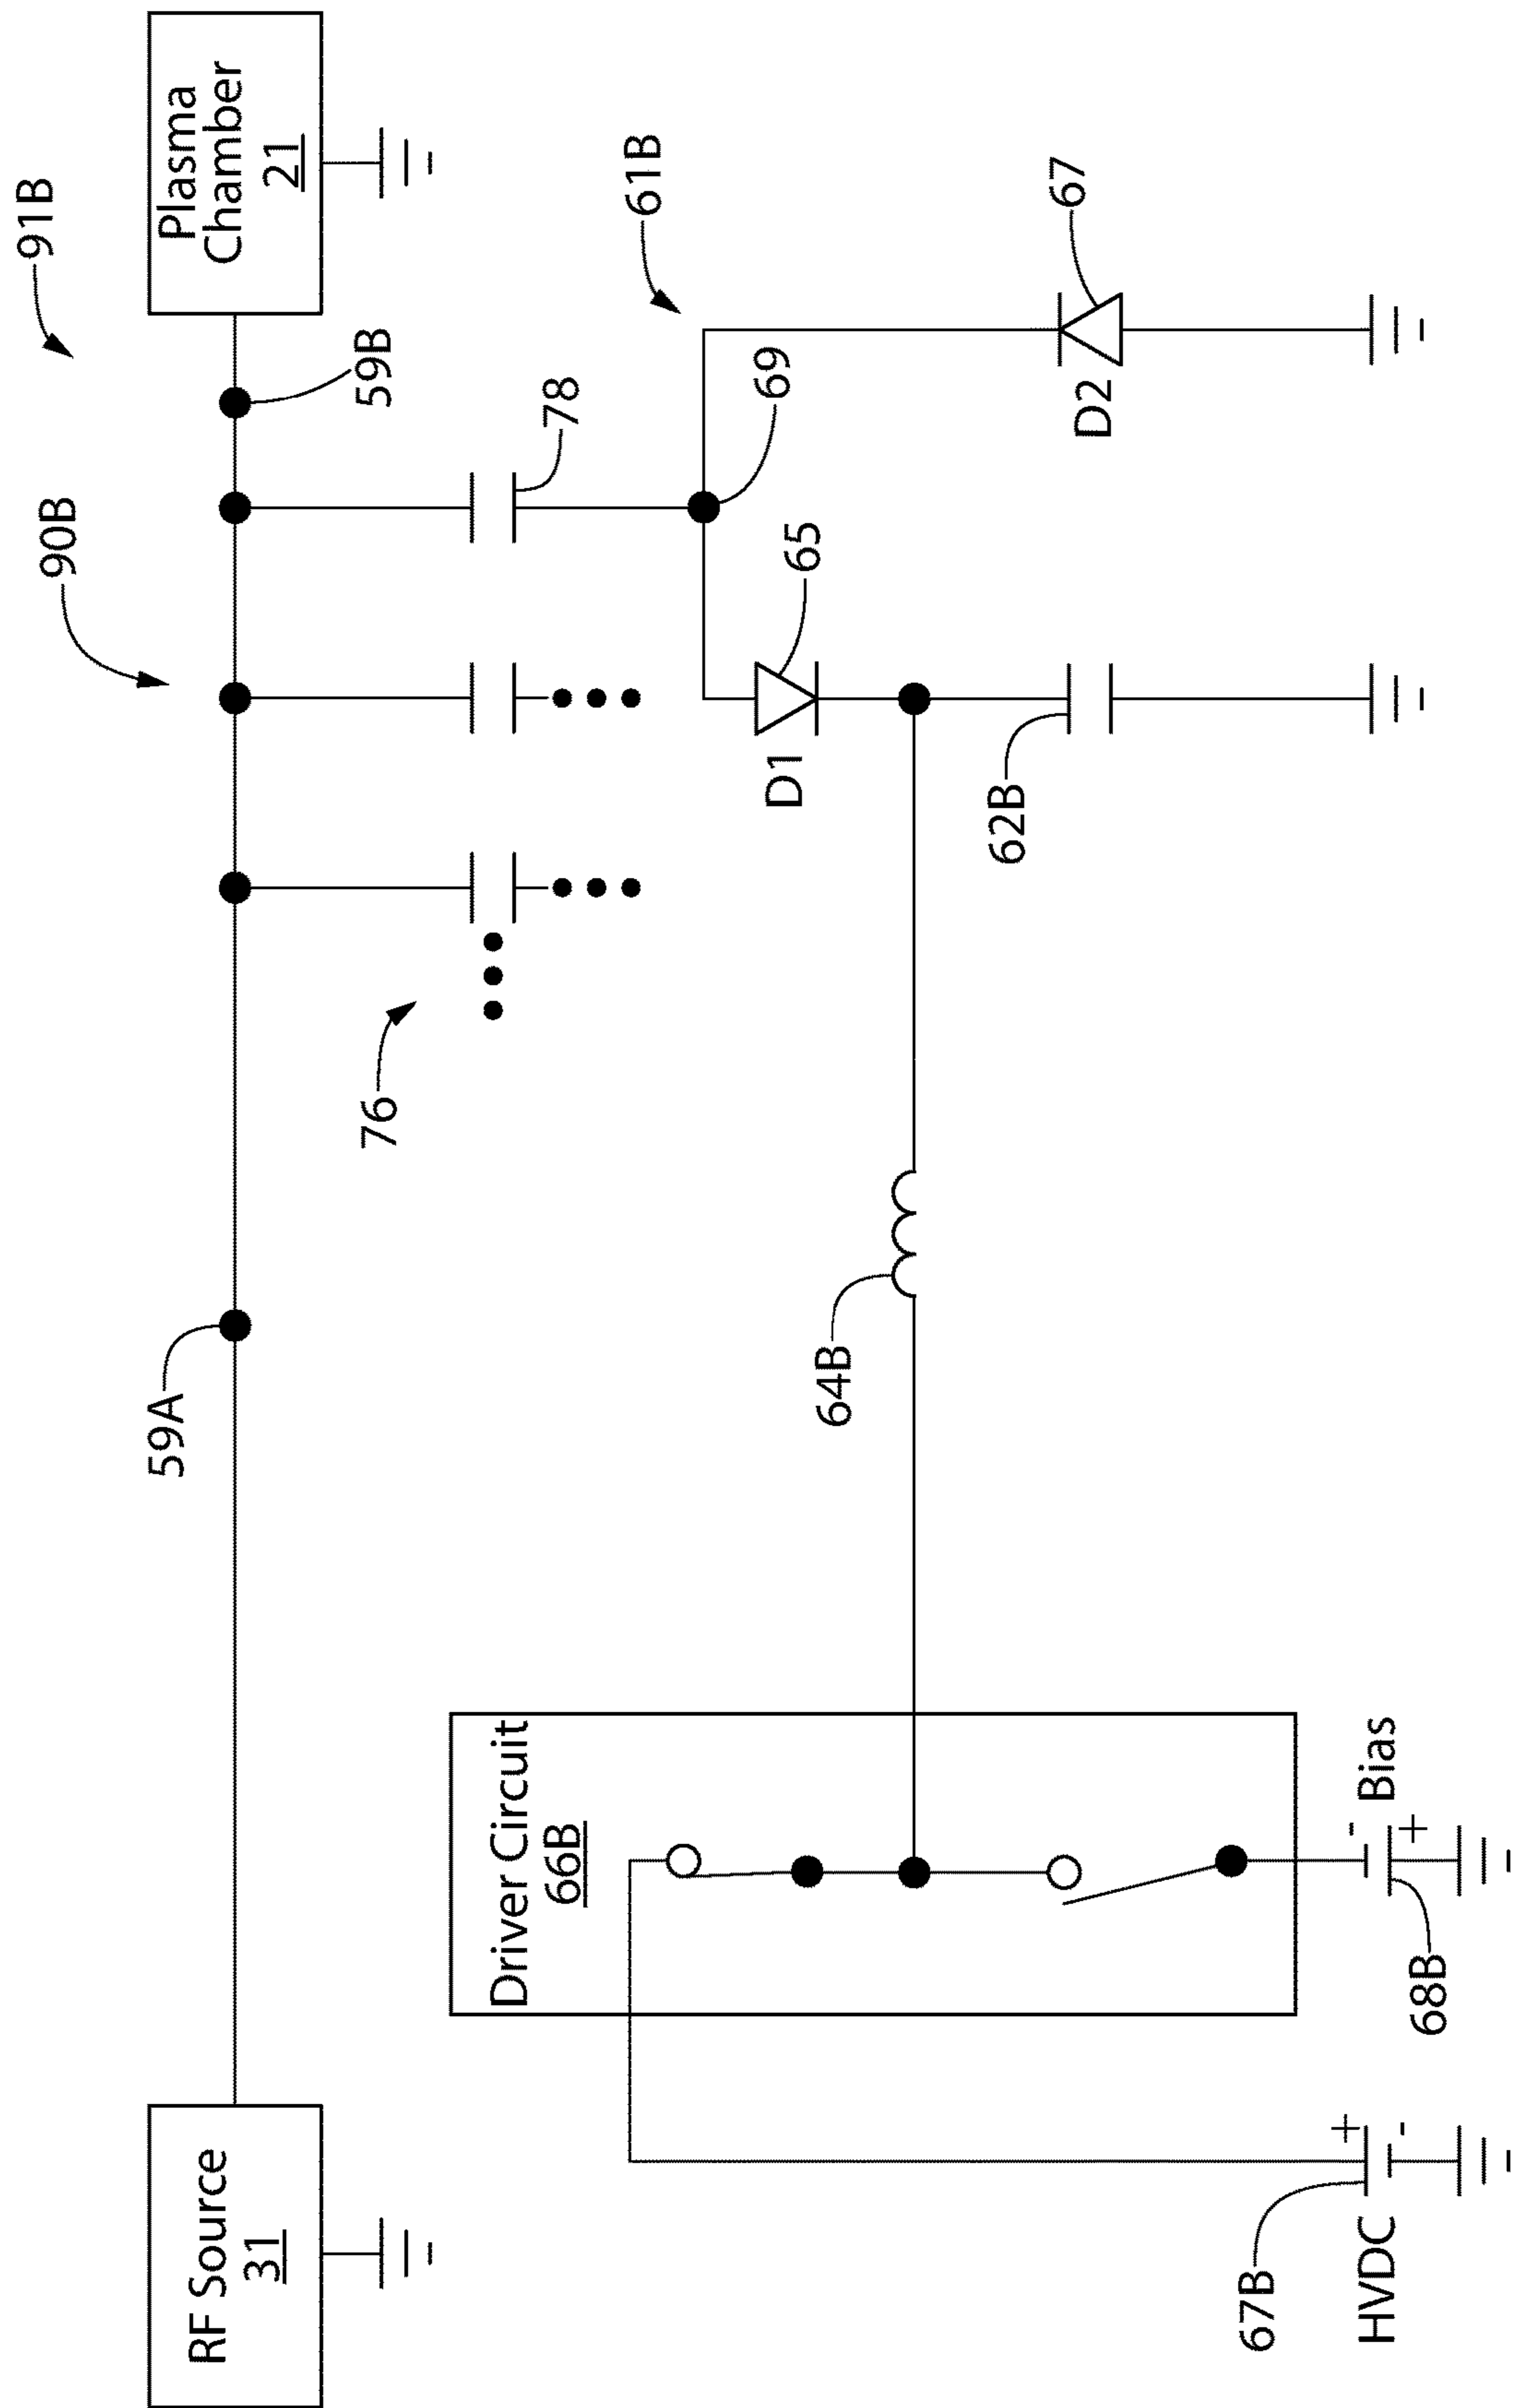 91B
90B
Plasma
Chamber
21
59A
59B
RF Source
31
76
78
61B
69
65
D1
67
D2
62B
64B
Driver Circuit
66B
67B
+
-
HVDC
- Bias
+
68B